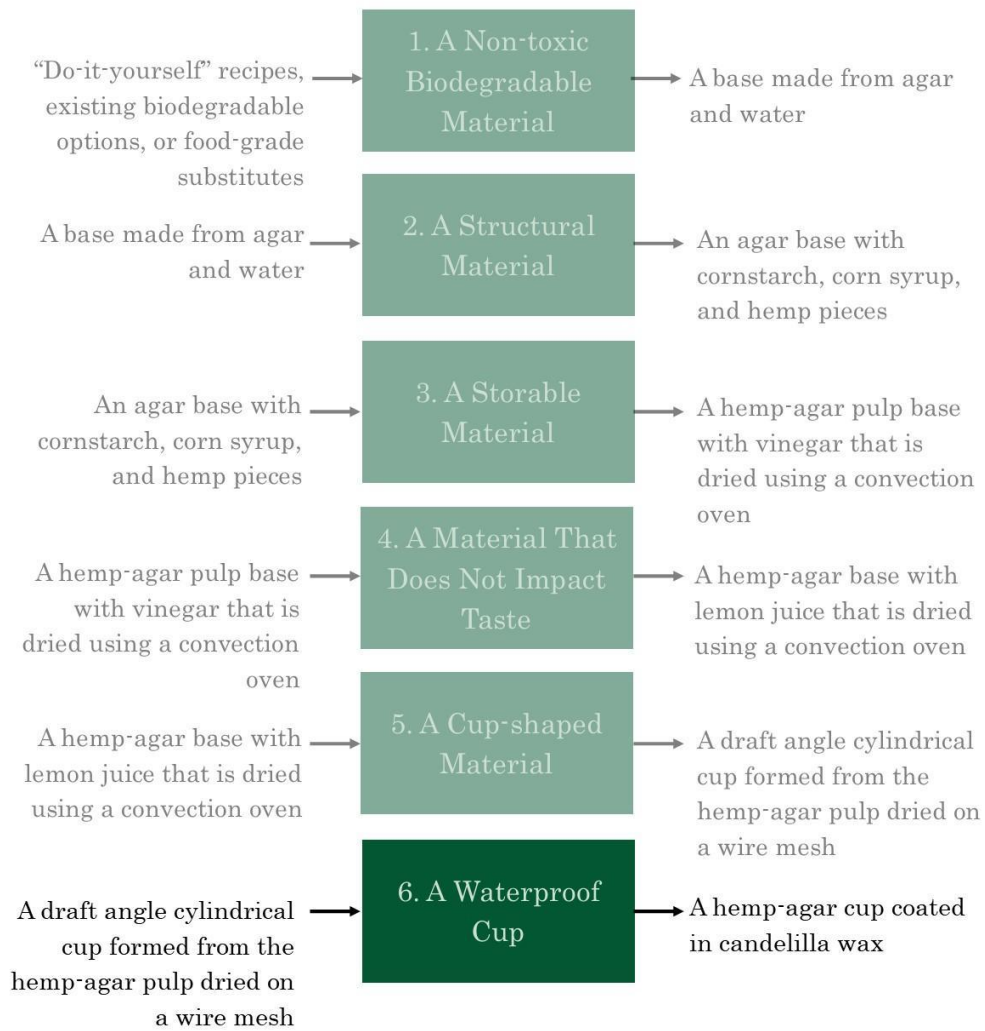 “Do-it-yourself” recipes,
existing biodegradable
options, or food-grade
substitutes
1. A Non-toxic
Biodegradable
Material
A base made from agar
and water
A base made from agar
and water
2. A Structural
Material
An agar base with
cornstarch, corn syrup,
and hemp pieces
An agar base with
cornstarch, corn syrup,
and hemp pieces
3. A Storable
Material
A hemp-agar pulp base
with vinegar that is
dried using a convection
oven
A hemp-agar pulp base
with vinegar that is
dried using a convection
oven
4. A Material That
Does Not Impact
Taste
A hemp-agar base with
lemon juice that is dried
using a convection oven
A hemp-agar base with
lemon juice that is dried
using a convection oven
5. A Cup-shaped
Material
A draft angle cylindrical
cup formed from the
hemp-agar pulp dried on
a wire mesh
A draft angle cylindrical
cup formed from the
hemp-agar pulp dried on
a wire mesh
6. A Waterproof
Cup
A hemp-agar cup coated
in candelilla wax